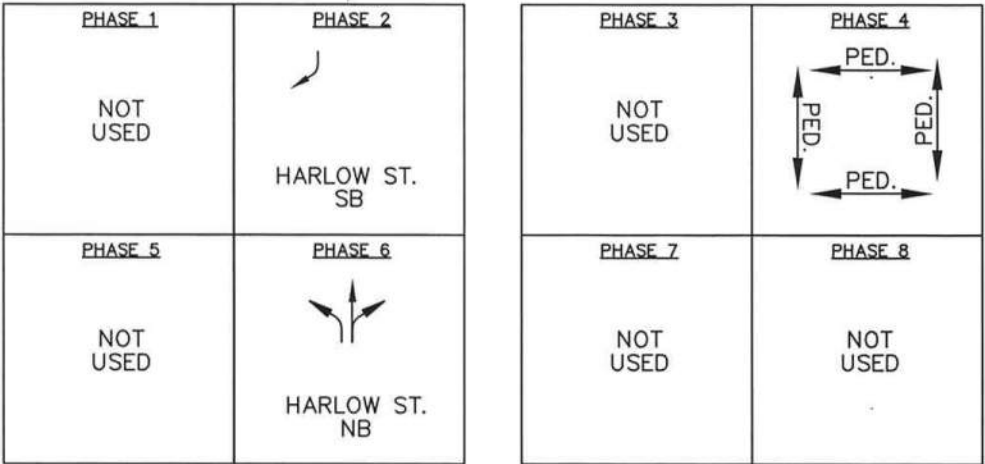 PHASE 1
NOT
USED
PHASE 2
HARLOW ST.
SB
PHASE 3
NOT
USED
PHASE 4
PED.
PED.
PED.
PED.
PHASE 5
NOT
USED
PHASE 6
HARLOW ST.
NB
PHASE 7
NOT
USED
PHASE 8
NOT
USED